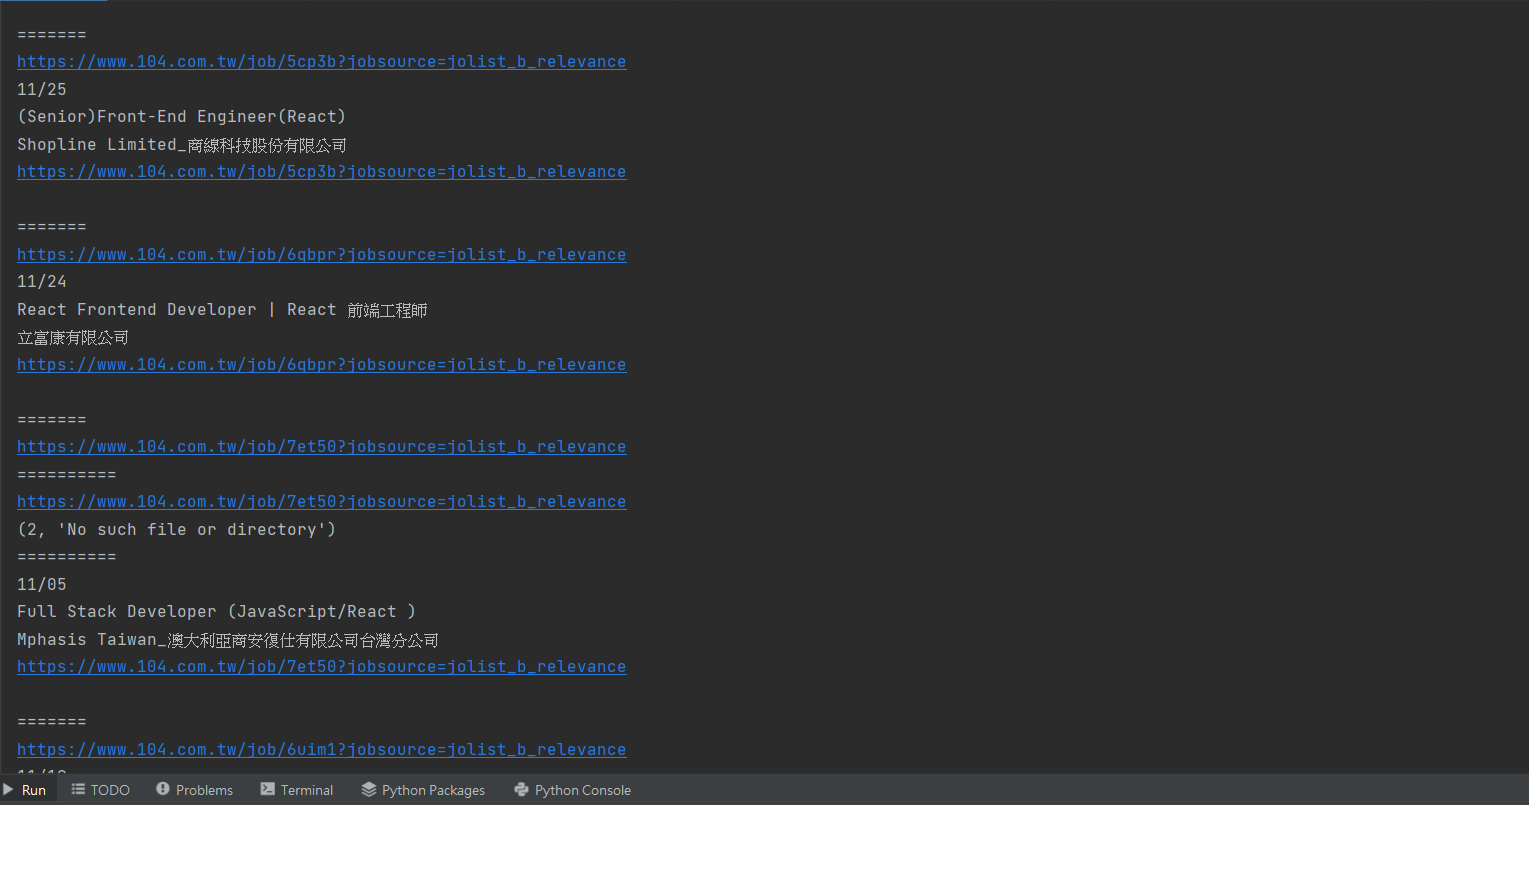 =======
https://www.104.com.tw/job/5cp3b?jobsource=jolist_b_relevance
11/25
(Senior)Front-End Engineer(React)
Shopline Limited_商線科技股份有限公司
https://www.104.com.tw/job/5cp3b?jobsource=jolist_b_relevance
=======
https://www.104.com.tw/job/6qbpr?jobsource=jolist_b_relevance
11/24
React Frontend Developer | React 前端工程師
立富康有限公司
https://www.104.com.tw/job/6qbpr?jobsource=jolist_b_relevance
=======
https://www.104.com.tw/job/7et50?jobsource=jolist_b_relevance
==========
https://www.104.com.tw/job/7et50?jobsource=jolist_b_relevance
(2, 'No such file or directory')
==========
11/05
Full Stack Developer (JavaScript/React )
Mphasis Taiwan_澳大利亞商安復仕有限公司台灣分公司
https://www.104.com.tw/job/7et50?jobsource=jolist_b_relevance
=======
https://www.104.com.tw/job/6uim1?jobsource=jolist_b_relevance
Run TODO Problems Terminal Python Packages Python Console